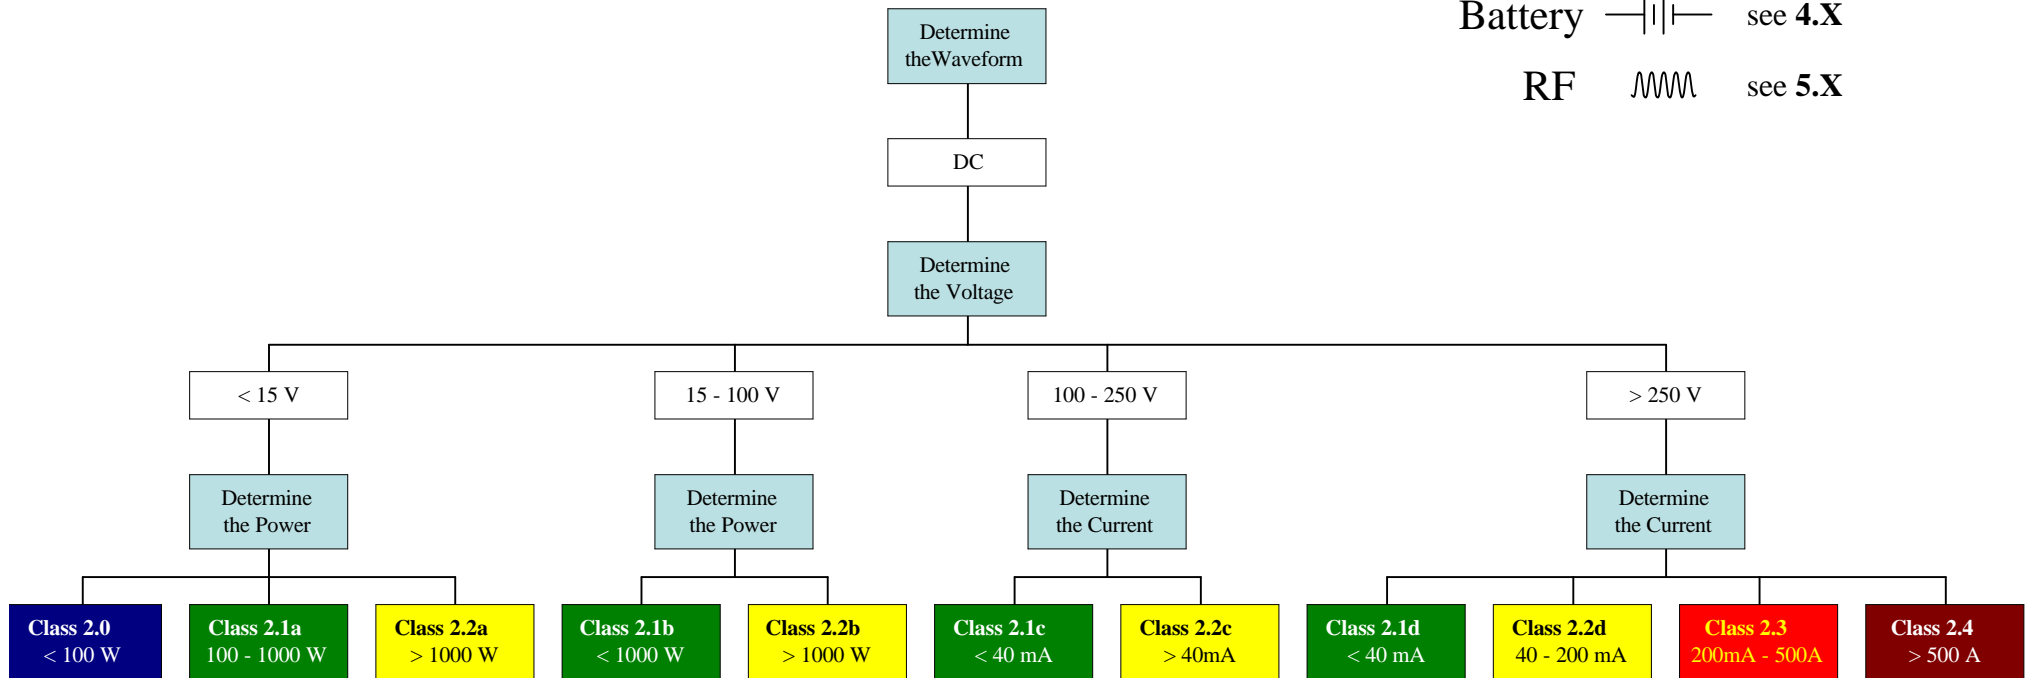 Battery see 4.X
RF see 5.X
Determine
theWaveform
DC
Determine
the Voltage
< 15 V
15 - 100 V
100 - 250 V
> 250 V
Determine
the Power
Determine
the Power
Determine
the Current
Determine
the Current
Class 2.0
< 100 W
Class 2.1a
100 - 1000 W
Class 2.2a
> 1000 W
Class 2.1b
< 1000 W
Class 2.2b
> 1000 W
Class 2.1c
< 40 mA
Class 2.2c
> 40mA
Class 2.1d
< 40 mA
Class 2.2d
40 - 200 mA
Class 2.3
200mA - 500A
Class 2.4
> 500 A